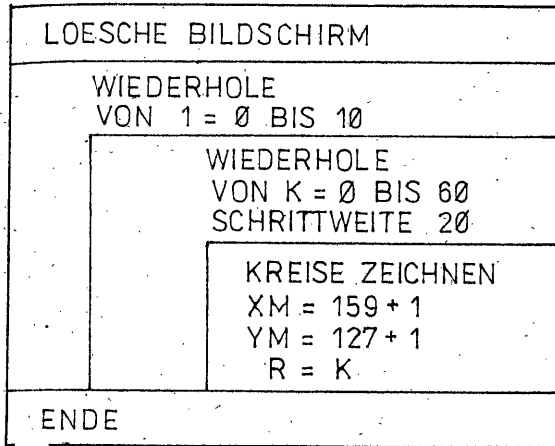 LOESCHE BILDSCHIRM
WIEDERHOLE
VON 1 = Ø BIS 1Ø
WIEDERHOLE
VON K = Ø BIS 6Ø
SCHRITTWEITE 2Ø
KREISE ZEICHNEN
XM = 159 + 1
YM = 127 + 1
R = K
ENDE